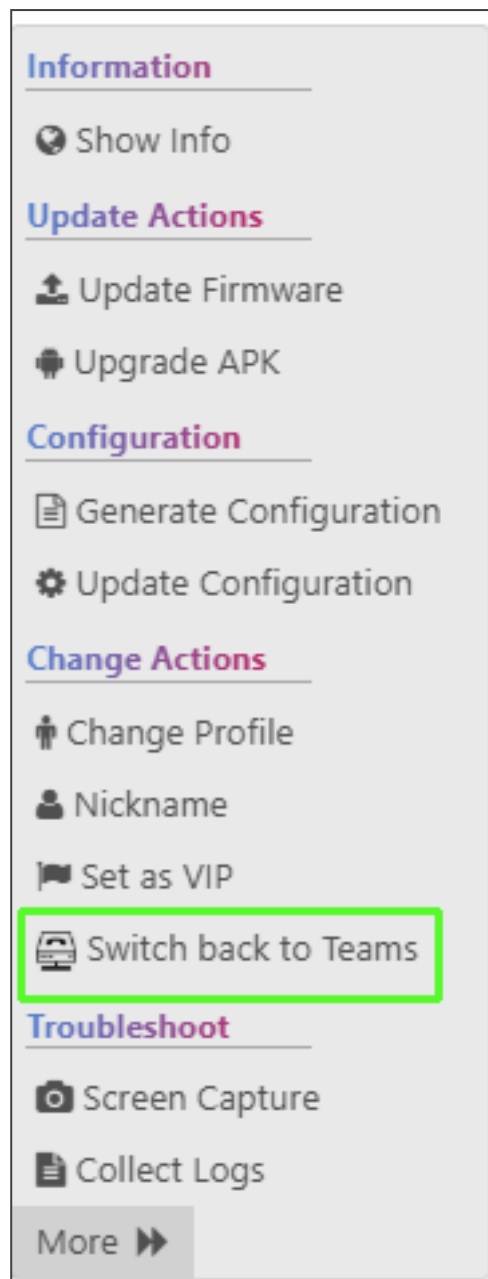 Information
Show Info
Update Actions
Update Firmware
Upgrade APK
Configuration
Generate Configuration
Update Configuration
Change Actions
Change Profile
Nickname
Set as VIP
Switch back to Teams
Troubleshoot
Screen Capture
Collect Logs
More